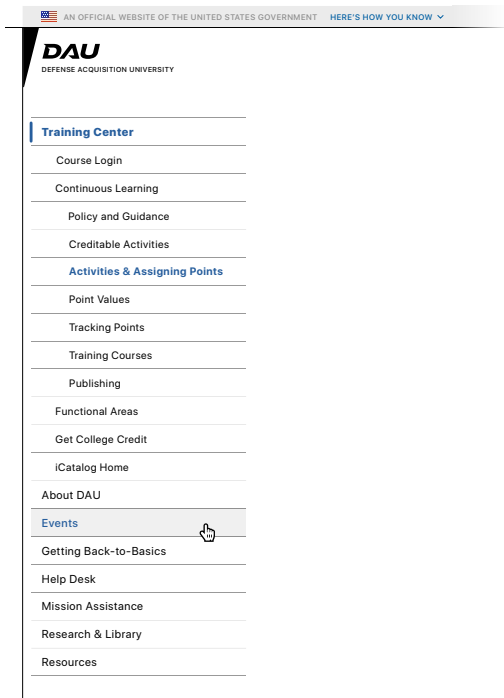 AN OFFICIAL WEBSITE OF THE UNITED STATES GOVERNMENT HERE'S HOW YOU KNOW
DAU
DEFENSE ACQUISITION UNIVERSITY
Training Center
Course Login
Continuous Learning
Policy and Guidance
Creditable Activities
Activities & Assigning Points
Point Values
Tracking Points
Training Courses
Publishing
Functional Areas
Get College Credit
iCatalog Home
About DAU
Events
Getting Back-to-Basics
Help Desk
Mission Assistance
Research & Library
Resources